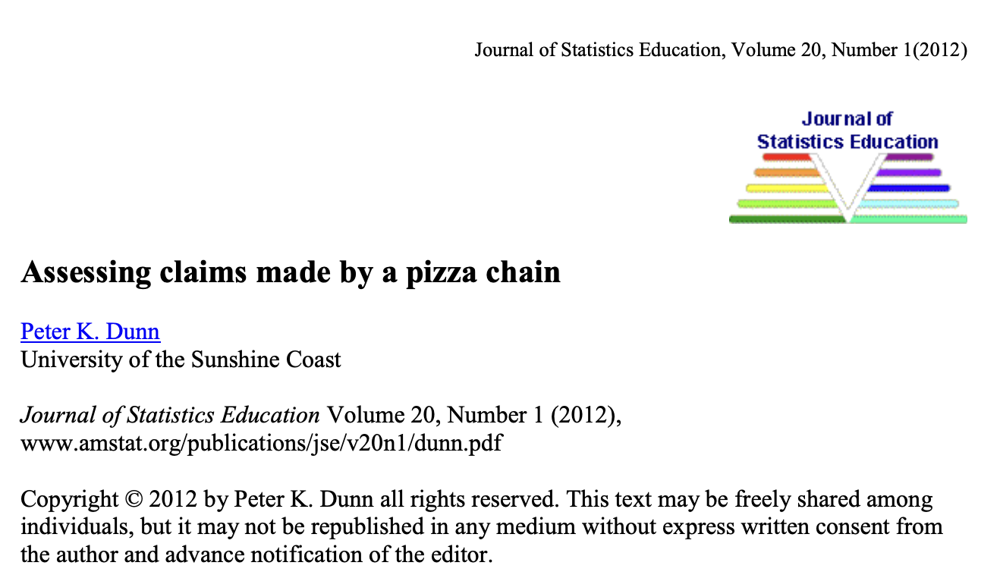 Journal of Statistics Education, Volume 20, Number 1(2012)
Journal of
Statistics Education
Assessing claims made by a pizza chain
Peter K. Dunn
University of the Sunshine Coast
Journal of Statistics Education Volume 20, Number 1 (2012),
www.amstat.org/publications/jse/v20n1/dunn.pdf
Copyright © 2012 by Peter K. Dunn all rights reserved. This text may be freely shared among
individuals, but it may not be republished in any medium without express written consent from
the author and advance notification of the editor.